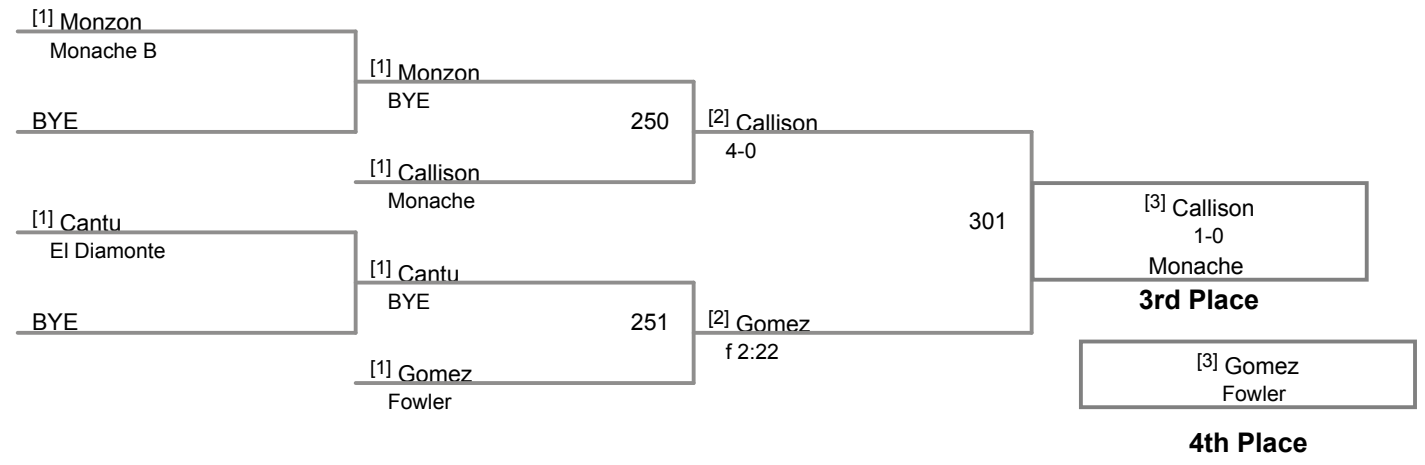 [1] Monzon
Monache B
BYE
[1] Monzon
BYE
250
[1] Callison
Monache
[2] Callison
4-0
[1] Cantu
El Diamonte
BYE
[1] Cantu
BYE
251
[1] Gomez
Fowler
[2] Gomez
f 2:22
301
[3] Callison
1-0
Monache
3rd Place
[3] Gomez
Fowler
4th Place